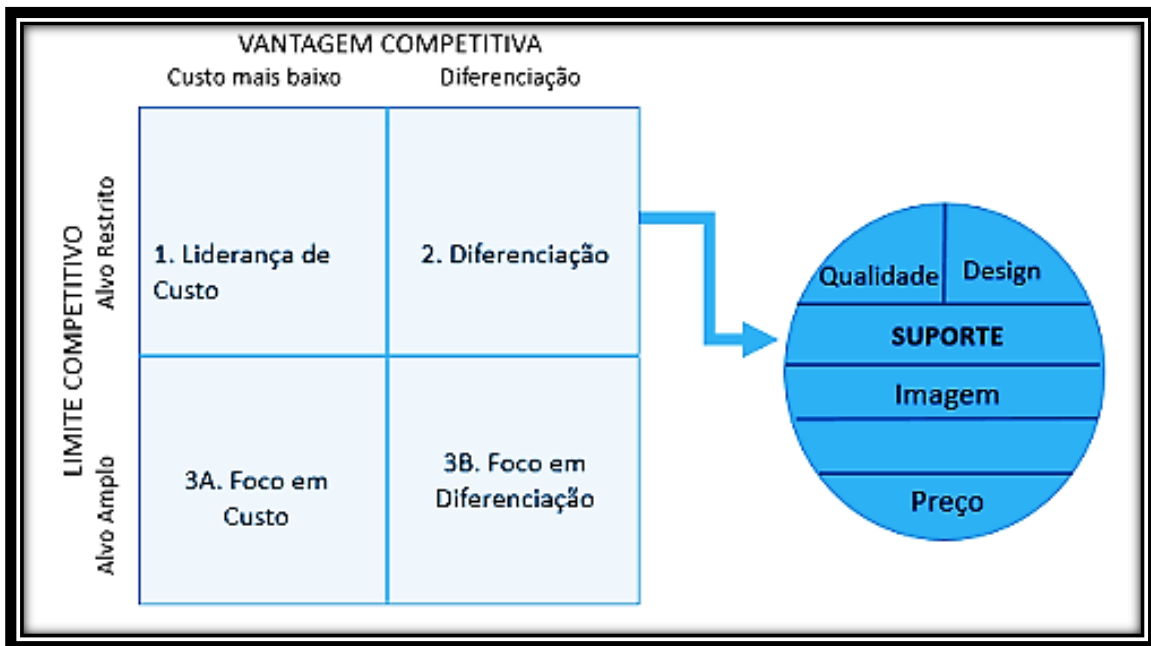 VANTAGEM COMPETITIVA
Custo mais baixo
Diferenciação
LIMITE COMPETITIVO
Alvo Restrito
Alvo Amplo
1. Liderança de
Custo
2. Diferenciação
3A. Foco em
Custo
3B. Foco em
Diferenciação
Qualidade
Design
SUPORTE
Imagem
Preço